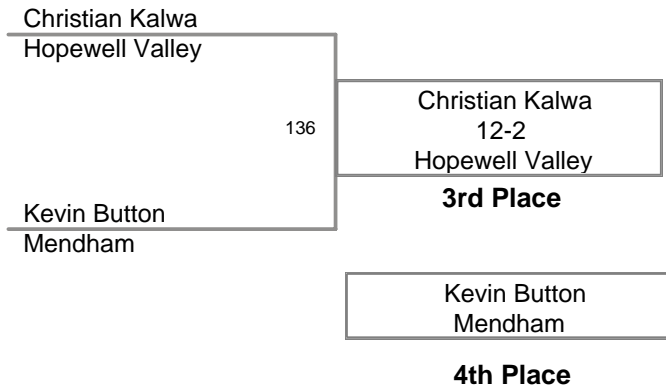 Christian Kalwa
Hopewell Valley
136
Christian Kalwa
12-2
Hopewell Valley
3rd Place
Kevin Button
Mendham
Kevin Button
Mendham
4th Place